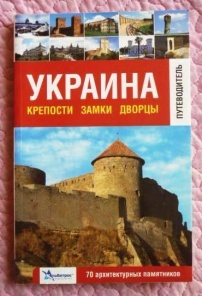 УКРАИНА
КРЕПОСТИ ЗАМКИ ДВОРЦЫ
ПУТЕВОДИТЕЛЬ
70 архитектурных памятников